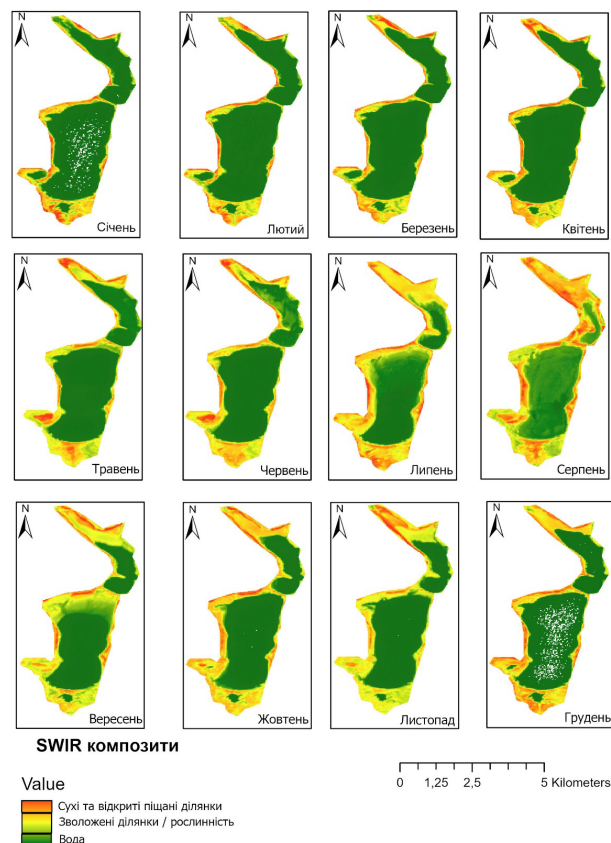 N
N
N
N
Січень
Лютий
Березень
Квітень
N
N
N
N
Травень
Червень
Липень
Серпень
N
N
N
N
Вересень
Жовтень
Листопад
Грудень
SWIR композити
Value
Сухі та відкриті піщані ділянки
Зволожені ділянки / рослинність
Вода
0 1,25 2,5 5 Kilometers